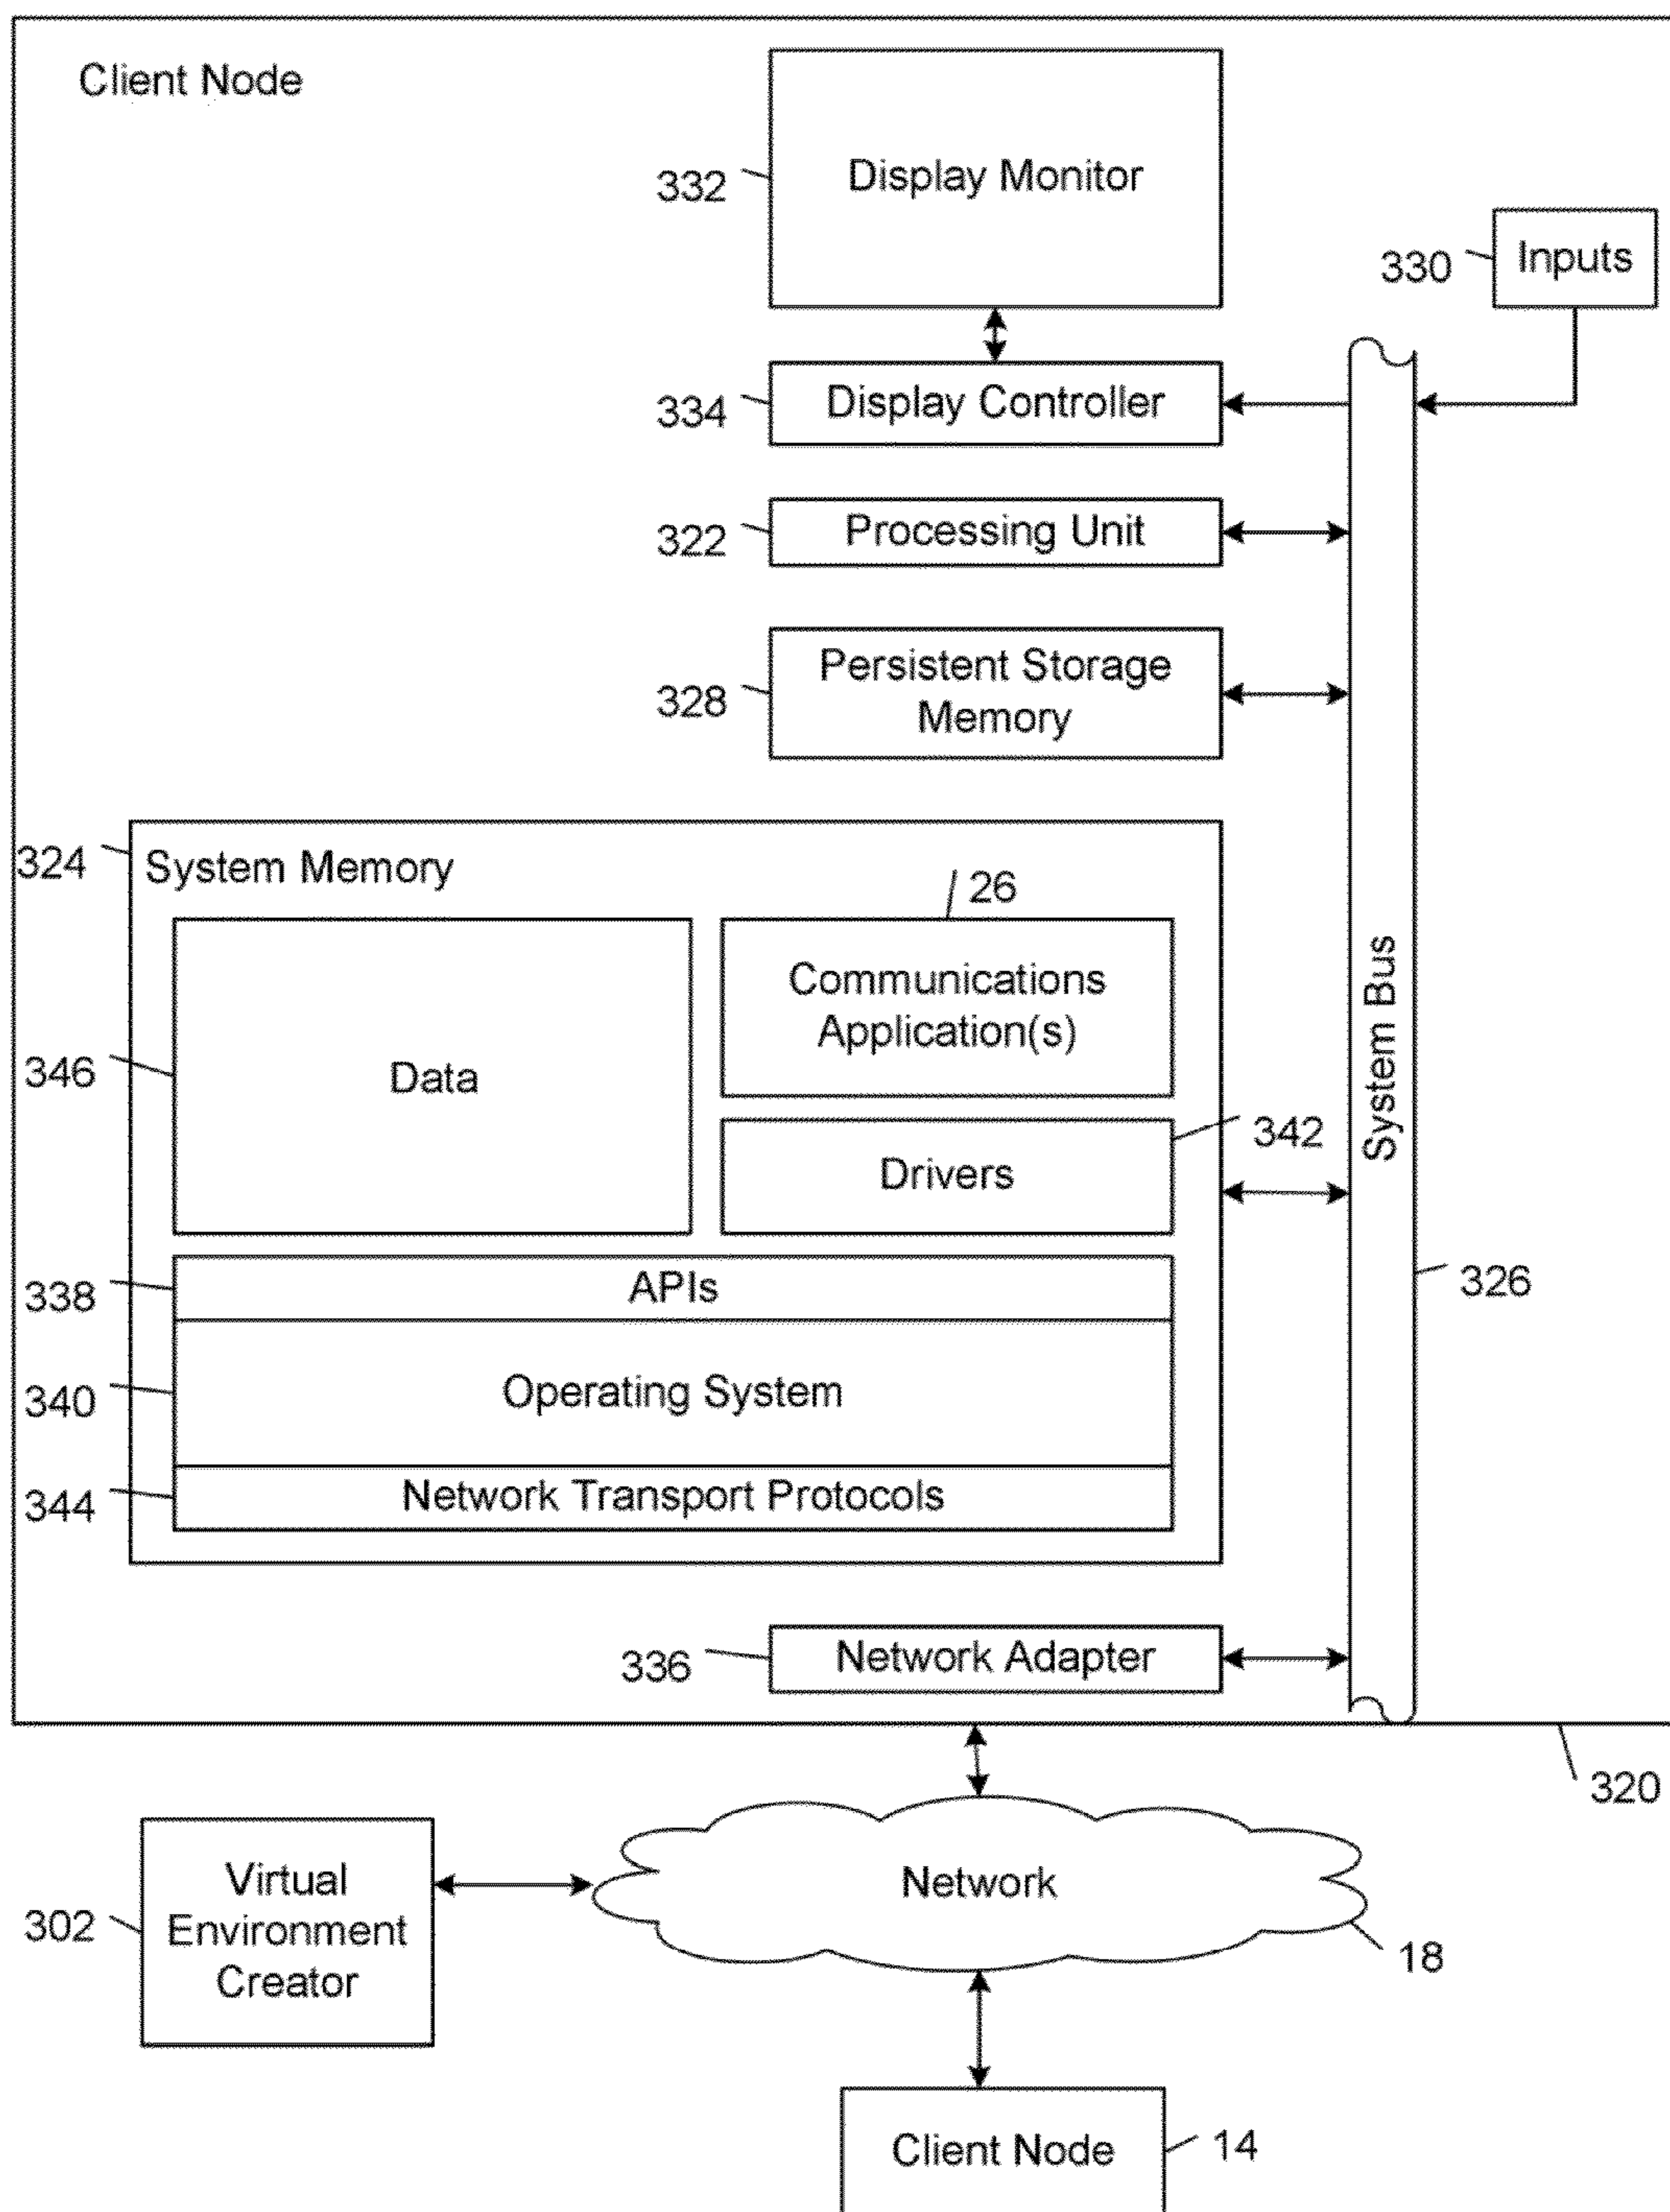 Client Node
332
Display Monitor
330
Inputs
334
Display Controller
322
Processing Unit
328
Persistent Storage
Memory
324
System Memory
26
Communications
Application(s)
346
Data
342
Drivers
System Bus
326
338
APIs
340
Operating System
344
Network Transport Protocols
336
Network Adapter
320
302
Virtual
Environment
Creator
Network
18
Client Node
14